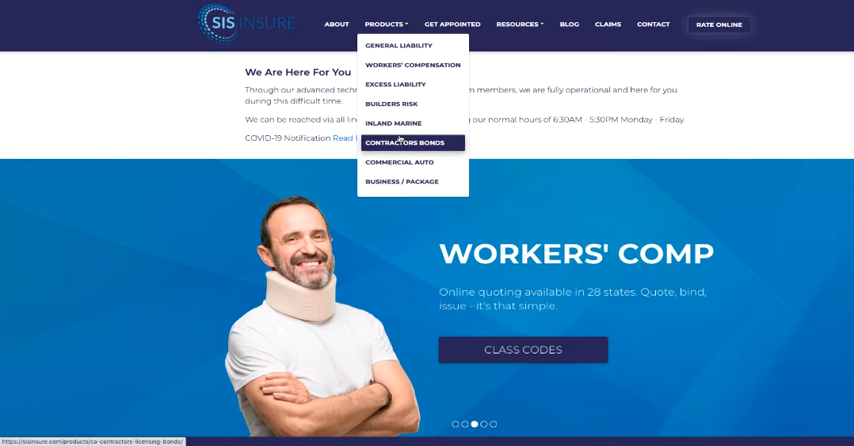 SIS INSURE
ABOUT
PRODUCTS
GET APPOINTED
RESOURCES
BLOG
CLAIMS
CONTACT
RATE ONLINE
GENERAL LIABILITY
WORKERS' COMPENSATION
EXCESS LIABILITY
BUILDERS RISK
INLAND MARINE
CONTRACTORS BONDS
COMMERCIAL AUTO
BUSINESS / PACKAGE
We Are Here For You
Through our advanced techn m members, we are fully operational and here for you
during this difficult time.
We can be reached via all lin our normal hours of 6:30AM - 5:30PM Monday - Friday.
COVID-19 Notification Read
WORKERS' COMP
Online quoting available in 28 states. Quote, bind,
issue - it's that simple.
CLASS CODES
https://sisinsure.com/products/ca-contractors-licensing-bonds/